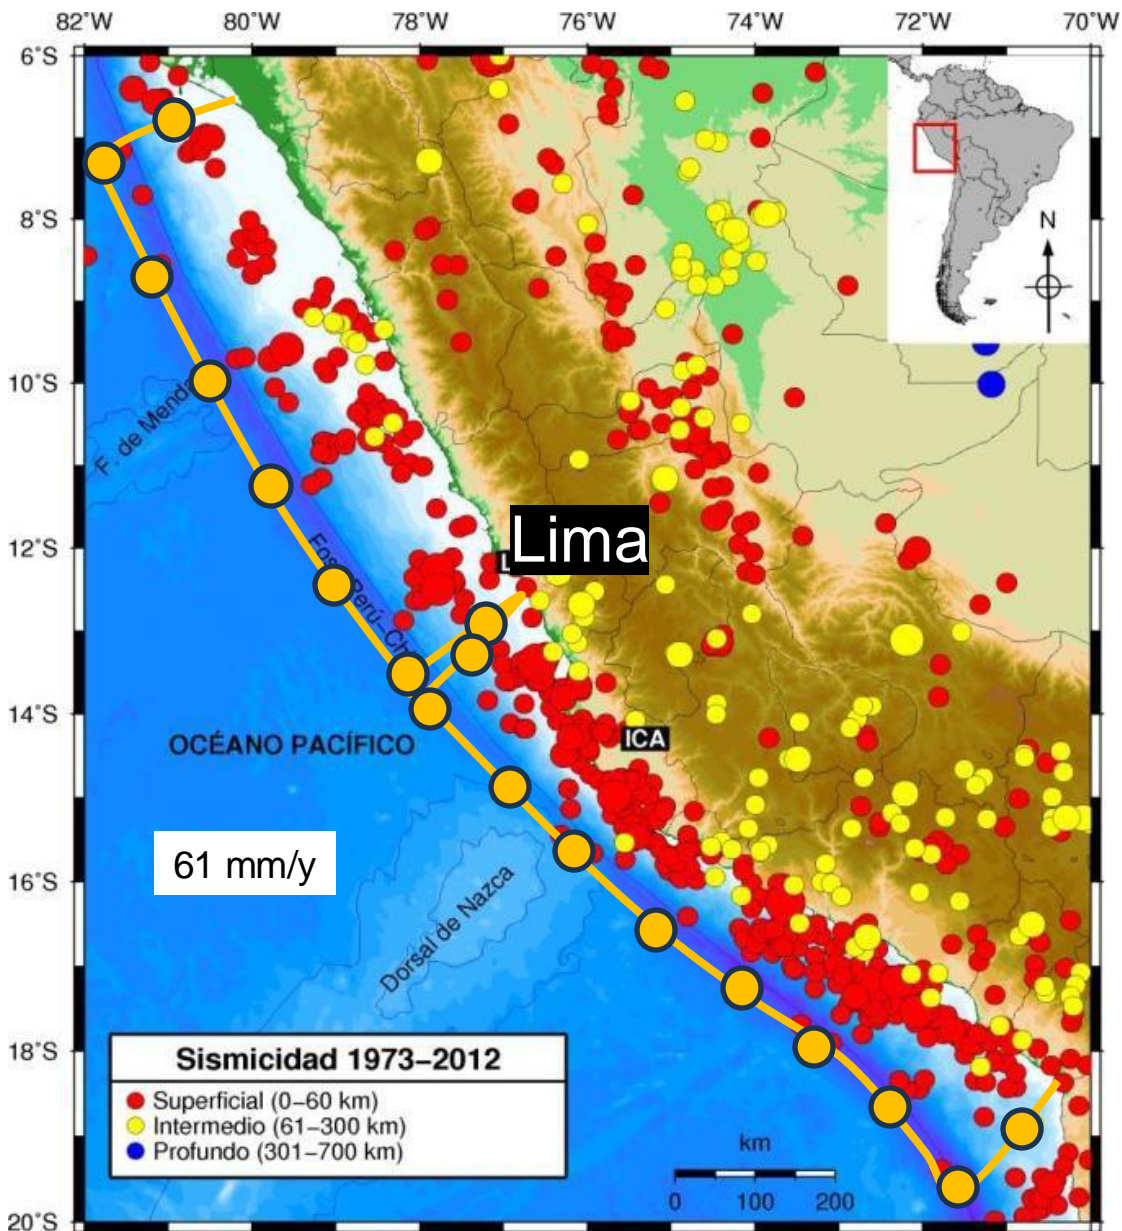 82°W 80°W 78°W 76°W 74°W 72°W 70°W
6°S
N
8°S
10°S
F. de Menda
12°S
Lima
Fosa Perú–Ch
14°S
OCÉANO PACÍFICO
ICA
61 mm/y
16°S
Dorsal de Nazca
18°S
Sismicidad 1973–2012
Superficial (0–60 km)
Intermedio (61–300 km)
Profundo (301–700 km)
km
0 100 200
20°S